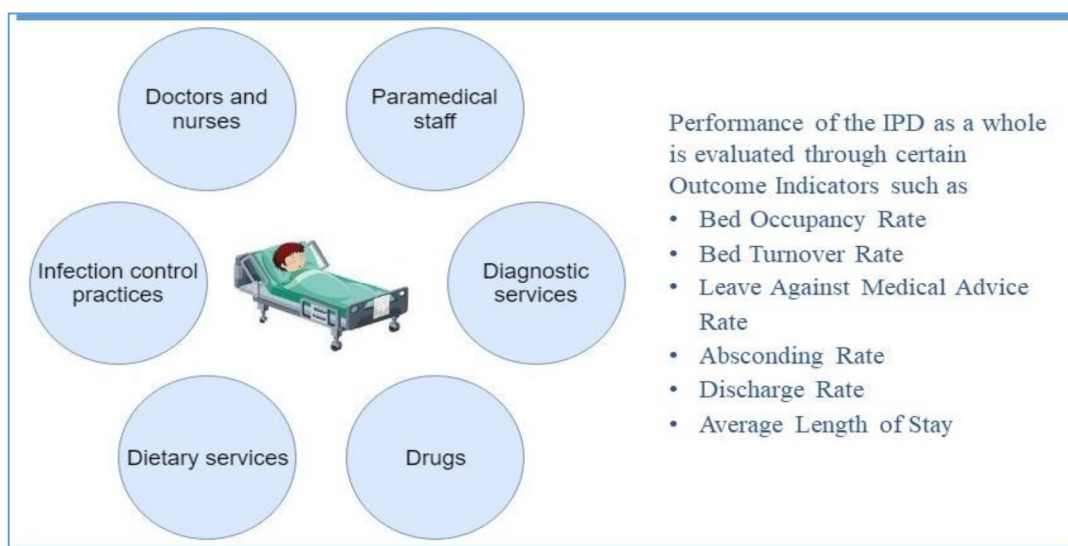 Doctors and
nurses
Paramedical
staff
Infection control
practices
Diagnostic
services
Dietary services
Drugs
Performance of the IPD as a whole
is evaluated through certain
Outcome Indicators such as
• Bed Occupancy Rate
• Bed Turnover Rate
• Leave Against Medical Advice
Rate
• Absconding Rate
• Discharge Rate
• Average Length of Stay